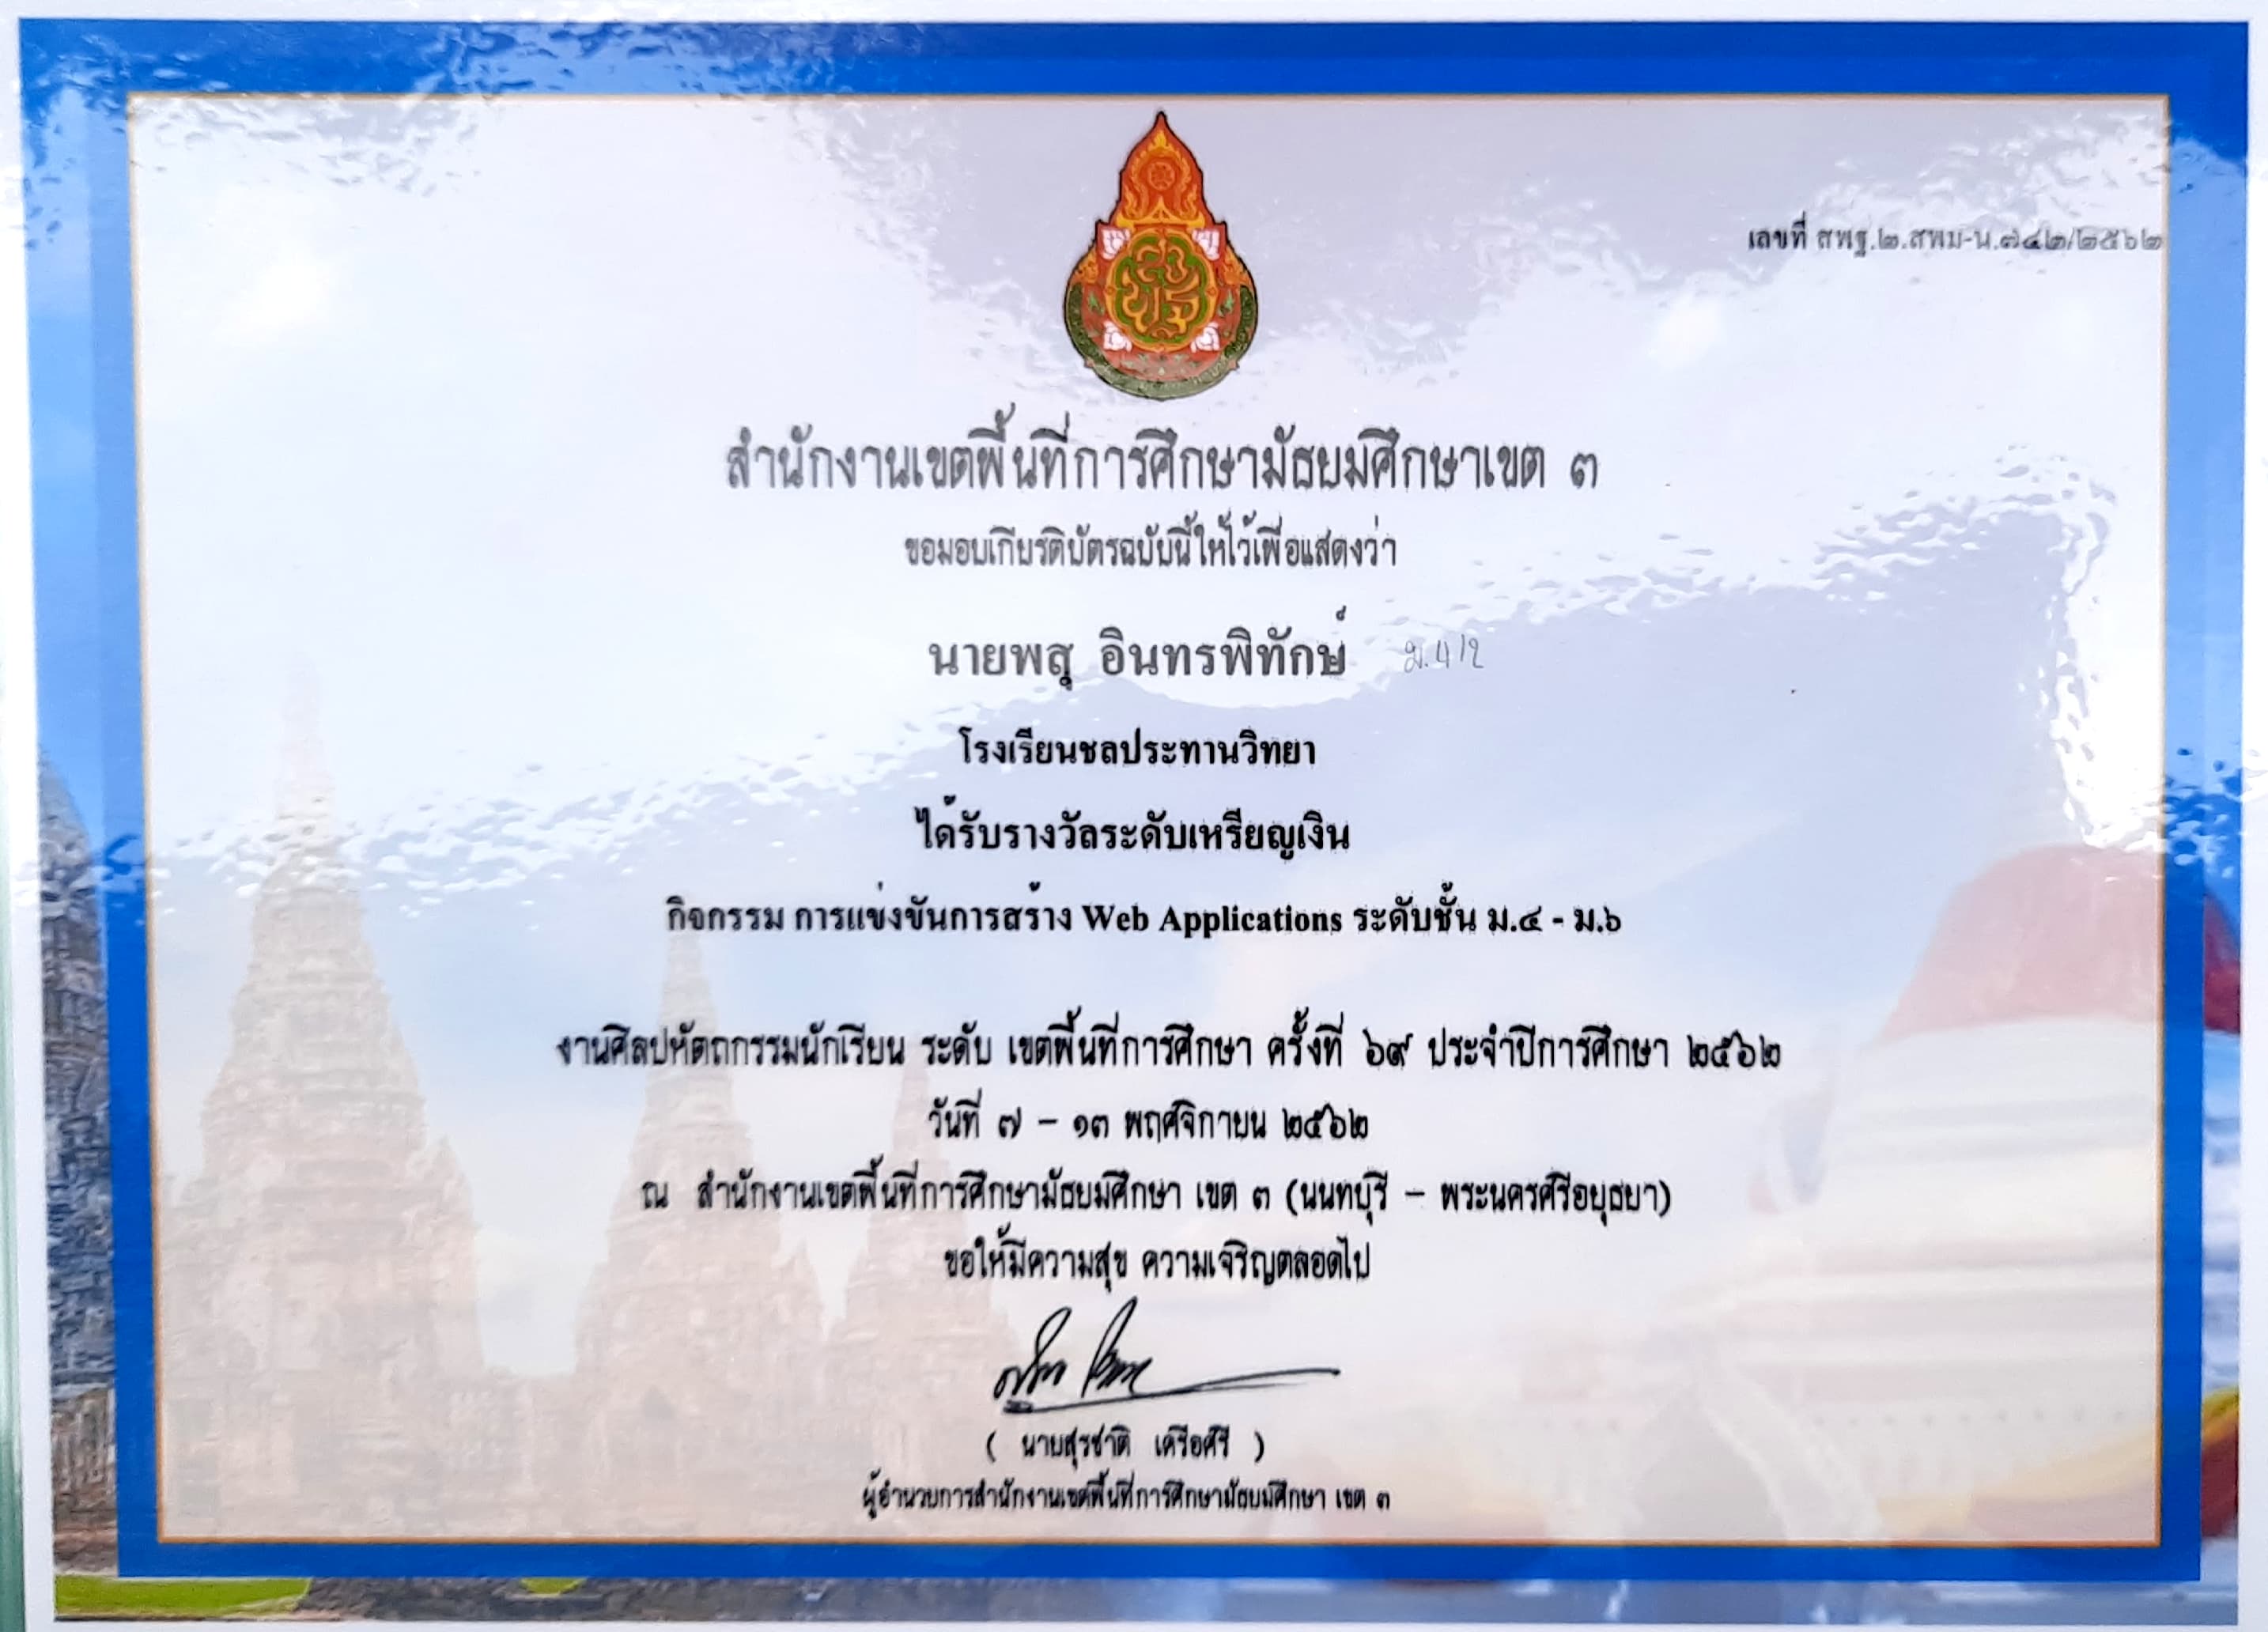 เลขที่ สพฐ.๒.สพม-น.๗๔๒/๒๕๖๒
สำนักงานเขตพื้นที่การศึกษามัธยมศึกษาเขต ๓
ขอมอบเกียรติบัตรฉบับนี้ให้ไว้เพื่อแสดงว่า
นายพสุ อินทรพิทักษ์ ม.4/2
โรงเรียนชลประทานวิทยา
ได้รับรางวัลระดับเหรียญเงิน
กิจกรรม การแข่งขันการสร้าง Web Applications ระดับชั้น ม.๔ - ม.๖
งานศิลปหัตถกรรมนักเรียน ระดับ เขตพื้นที่การศึกษา ครั้งที่ ๖๙ ประจำปีการศึกษา ๒๕๖๒
วันที่ ๗ – ๑๓ พฤศจิกายน ๒๕๖๒
ณ สำนักงานเขตพื้นที่การศึกษามัธยมศึกษา เขต ๓ (นนทบุรี – พระนครศรีอยุธยา)
ขอให้มีความสุข ความเจริญตลอดไป
( นายสุรชาติ เครือศรี )
ผู้อำนวยการสำนักงานเขตพื้นที่การศึกษามัธยมศึกษา เขต ๓